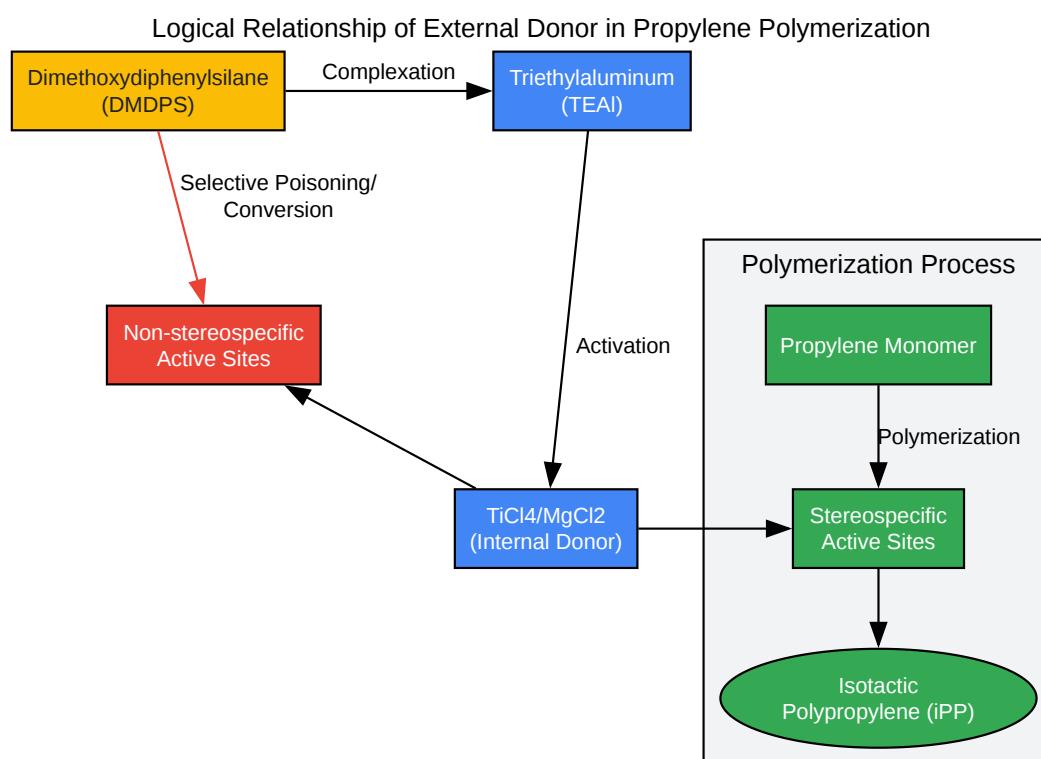 Logical Relationship of External Donor in Propylene Polymerization
Dimethoxydiphenylsilane
(DMDPS)
Complexation
Triethylaluminum
(TEAl)
Selective Poisoning/
Conversion
Polymerization Process
Non-stereospecific
Active Sites
Activation
Propylene Monomer
Polymerization
TiCl4/MgCl2
(Internal Donor)
Stereospecific
Active Sites
Isotactic
Polypropylene (iPP)